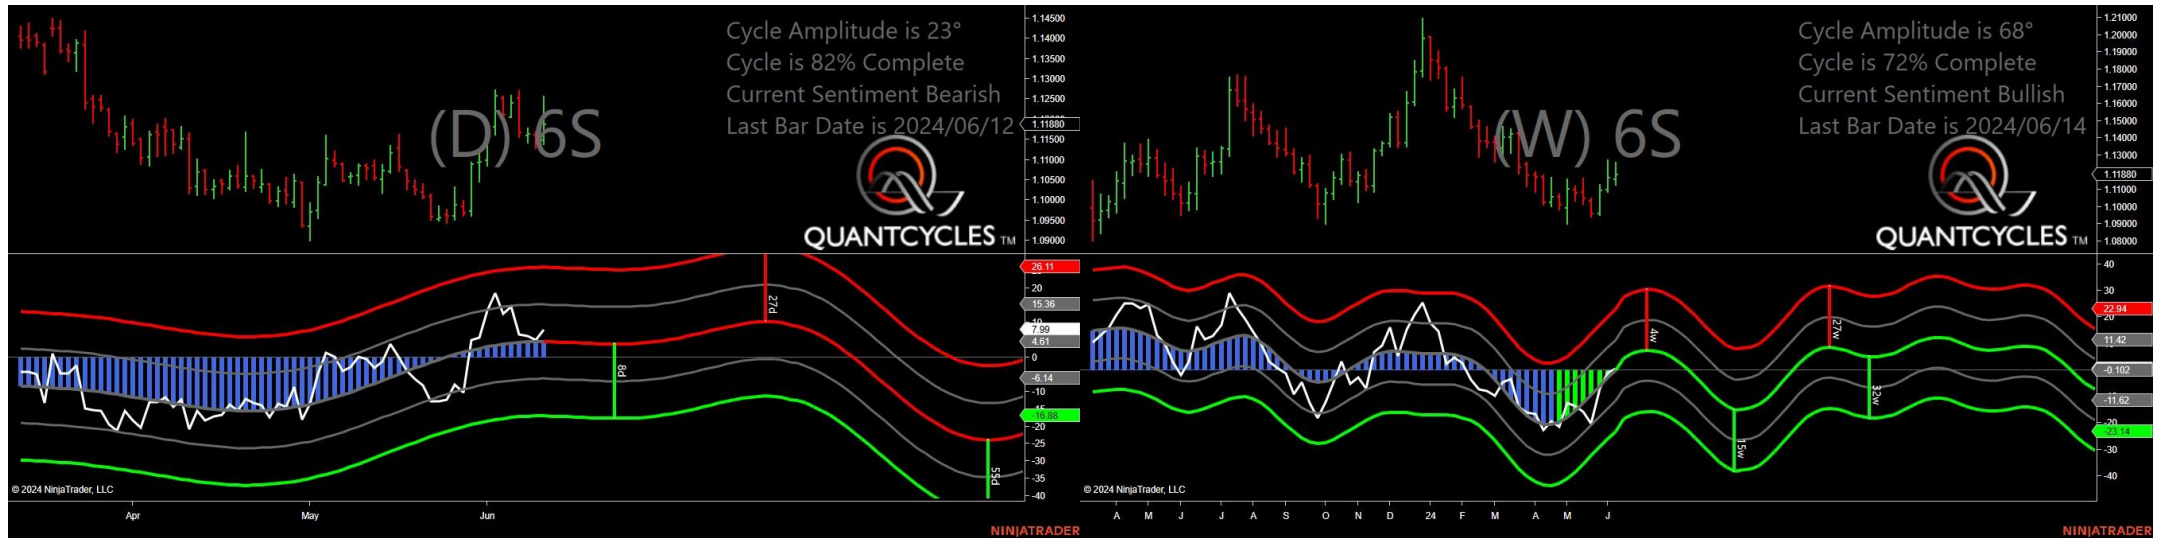 Cycle Amplitude is 23°
Cycle is 82% Complete
Current Sentiment Bearish
Last Bar Date is 2024/06/12
(D) 6S
QUANTCYCLES TM
1.14500
1.14000
1.13500
1.13000
1.12500
1.11880
1.11500
1.11000
1.10500
1.10000
1.09500
1.09000
26.11
20
15.36
10
7.99
4.61
0
-6.14
-10
-15
-16.88
-20
-25
-30
-35
-40
27d
8d
55d
© 2024 NinjaTrader, LLC
Apr May Jun
NINJATRADER
Cycle Amplitude is 68°
Cycle is 72% Complete
Current Sentiment Bullish
Last Bar Date is 2024/06/14
(W) 6S
QUANTCYCLES TM
1.21000
1.20000
1.19000
1.18000
1.17000
1.16000
1.15000
1.14000
1.13000
1.11880
1.11000
1.10000
1.09000
1.08000
40
30
22.94
20
11.42
-0.102
-11.62
-20
-23.14
-30
-40
4w
15w
27w
32w
© 2024 NinjaTrader, LLC
A M J J A S O N D 24 F M A M J
NINJATRADER